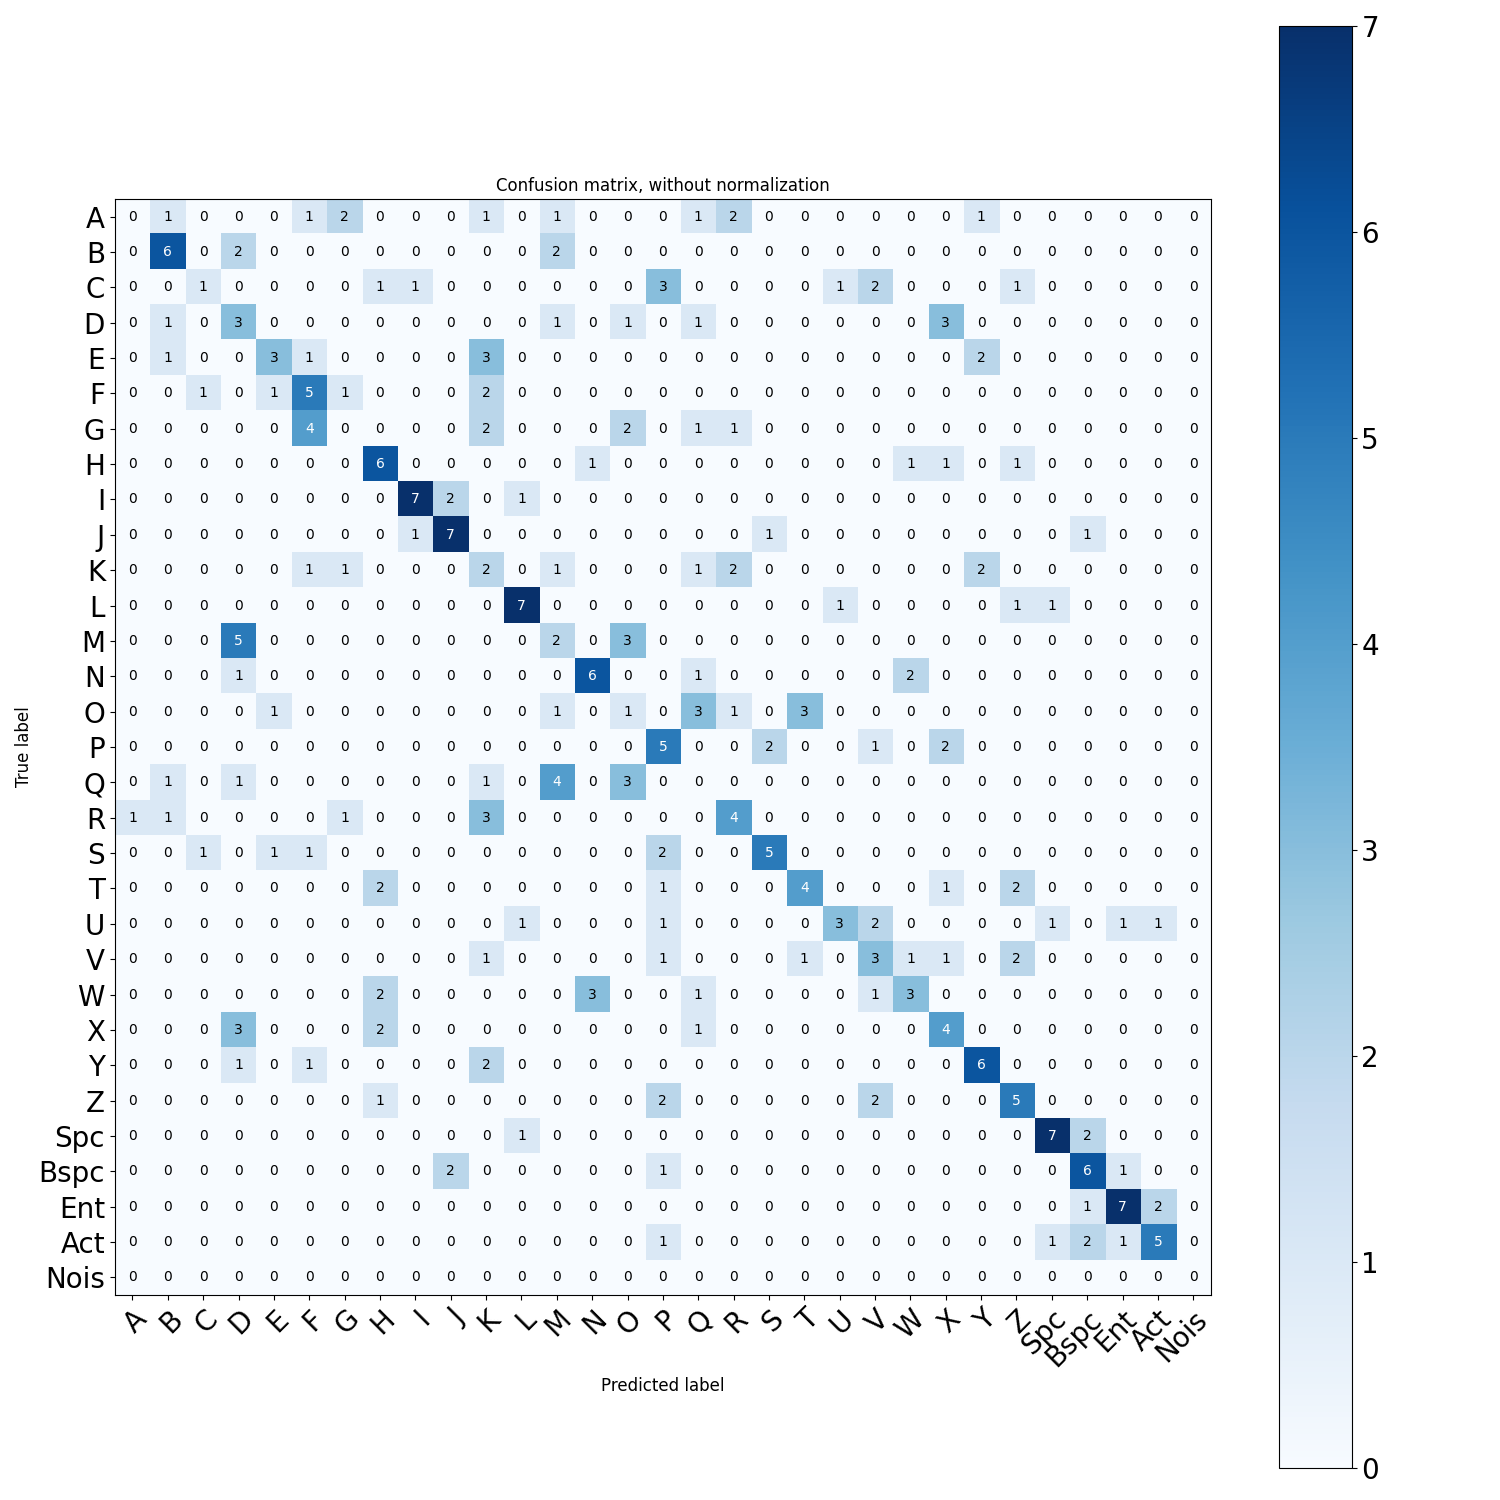 Confusion matrix, without normalization
A 0 1 0 0 0 1 2 0 0 0 1 0 1 0 0 0 1 2 0 0 0 0 0 0 1 0 0 0 0 0 0
B 0 6 0 2 0 0 0 0 0 0 0 0 2 0 0 0 0 0 0 0 0 0 0 0 0 0 0 0 0 0 0
C 0 0 1 0 0 0 0 1 1 0 0 0 0 0 0 3 0 0 0 0 1 2 0 0 0 1 0 0 0 0 0
D 0 1 0 3 0 0 0 0 0 0 0 0 1 0 1 0 1 0 0 0 0 0 0 3 0 0 0 0 0 0 0
E 0 1 0 0 3 1 0 0 0 0 3 0 0 0 0 0 0 0 0 0 0 0 0 0 2 0 0 0 0 0 0
F 0 0 1 0 1 5 1 0 0 0 2 0 0 0 0 0 0 0 0 0 0 0 0 0 0 0 0 0 0 0 0
G 0 0 0 0 0 4 0 0 0 0 2 0 0 0 2 0 1 1 0 0 0 0 0 0 0 0 0 0 0 0 0
H 0 0 0 0 0 0 0 6 0 0 0 0 0 1 0 0 0 0 0 0 0 0 1 1 0 1 0 0 0 0 0
I 0 0 0 0 0 0 0 0 7 2 0 1 0 0 0 0 0 0 0 0 0 0 0 0 0 0 0 0 0 0 0
J 0 0 0 0 0 0 0 0 1 7 0 0 0 0 0 0 0 0 1 0 0 0 0 0 0 0 0 1 0 0 0
K 0 0 0 0 0 1 1 0 0 0 2 0 1 0 0 0 1 2 0 0 0 0 0 0 2 0 0 0 0 0 0
L 0 0 0 0 0 0 0 0 0 0 0 7 0 0 0 0 0 0 0 0 1 0 0 0 0 1 1 0 0 0 0
M 0 0 0 5 0 0 0 0 0 0 0 0 2 0 3 0 0 0 0 0 0 0 0 0 0 0 0 0 0 0 0
N 0 0 0 1 0 0 0 0 0 0 0 0 0 6 0 0 1 0 0 0 0 0 2 0 0 0 0 0 0 0 0
O 0 0 0 0 1 0 0 0 0 0 0 0 1 0 1 0 3 1 0 3 0 0 0 0 0 0 0 0 0 0 0
P 0 0 0 0 0 0 0 0 0 0 0 0 0 0 0 5 0 0 2 0 0 1 0 2 0 0 0 0 0 0 0
Q 0 1 0 1 0 0 0 0 0 0 1 0 4 0 3 0 0 0 0 0 0 0 0 0 0 0 0 0 0 0 0
R 1 1 0 0 0 0 1 0 0 0 3 0 0 0 0 0 0 4 0 0 0 0 0 0 0 0 0 0 0 0 0
S 0 0 1 0 1 1 0 0 0 0 0 0 0 0 0 2 0 0 5 0 0 0 0 0 0 0 0 0 0 0 0
T 0 0 0 0 0 0 0 2 0 0 0 0 0 0 0 1 0 0 0 4 0 0 0 1 0 2 0 0 0 0 0
U 0 0 0 0 0 0 0 0 0 0 0 1 0 0 0 1 0 0 0 0 3 2 0 0 0 0 1 0 1 1 0
V 0 0 0 0 0 0 0 0 0 0 1 0 0 0 0 1 0 0 0 1 0 3 1 1 0 2 0 0 0 0 0
W 0 0 0 0 0 0 0 2 0 0 0 0 0 3 0 0 1 0 0 0 0 1 3 0 0 0 0 0 0 0 0
X 0 0 0 3 0 0 0 2 0 0 0 0 0 0 0 0 1 0 0 0 0 0 0 4 0 0 0 0 0 0 0
Y 0 0 0 1 0 1 0 0 0 0 2 0 0 0 0 0 0 0 0 0 0 0 0 0 6 0 0 0 0 0 0
Z 0 0 0 0 0 0 0 1 0 0 0 0 0 0 0 2 0 0 0 0 0 2 0 0 0 5 0 0 0 0 0
Spc 0 0 0 0 0 0 0 0 0 0 0 1 0 0 0 0 0 0 0 0 0 0 0 0 0 0 7 2 0 0 0
Bspc 0 0 0 0 0 0 0 0 0 2 0 0 0 0 0 1 0 0 0 0 0 0 0 0 0 0 0 6 1 0 0
Ent 0 0 0 0 0 0 0 0 0 0 0 0 0 0 0 0 0 0 0 0 0 0 0 0 0 0 0 1 7 2 0
Act 0 0 0 0 0 0 0 0 0 0 0 0 0 0 0 1 0 0 0 0 0 0 0 0 0 0 1 2 1 5 0
Nois 0 0 0 0 0 0 0 0 0 0 0 0 0 0 0 0 0 0 0 0 0 0 0 0 0 0 0 0 0 0 0
A B C D E F G H I J K L M N O P Q R S T U V W X Y Z Spc Bspc Ent Act Nois
Predicted label
True label
7
6
5
4
3
2
1
0